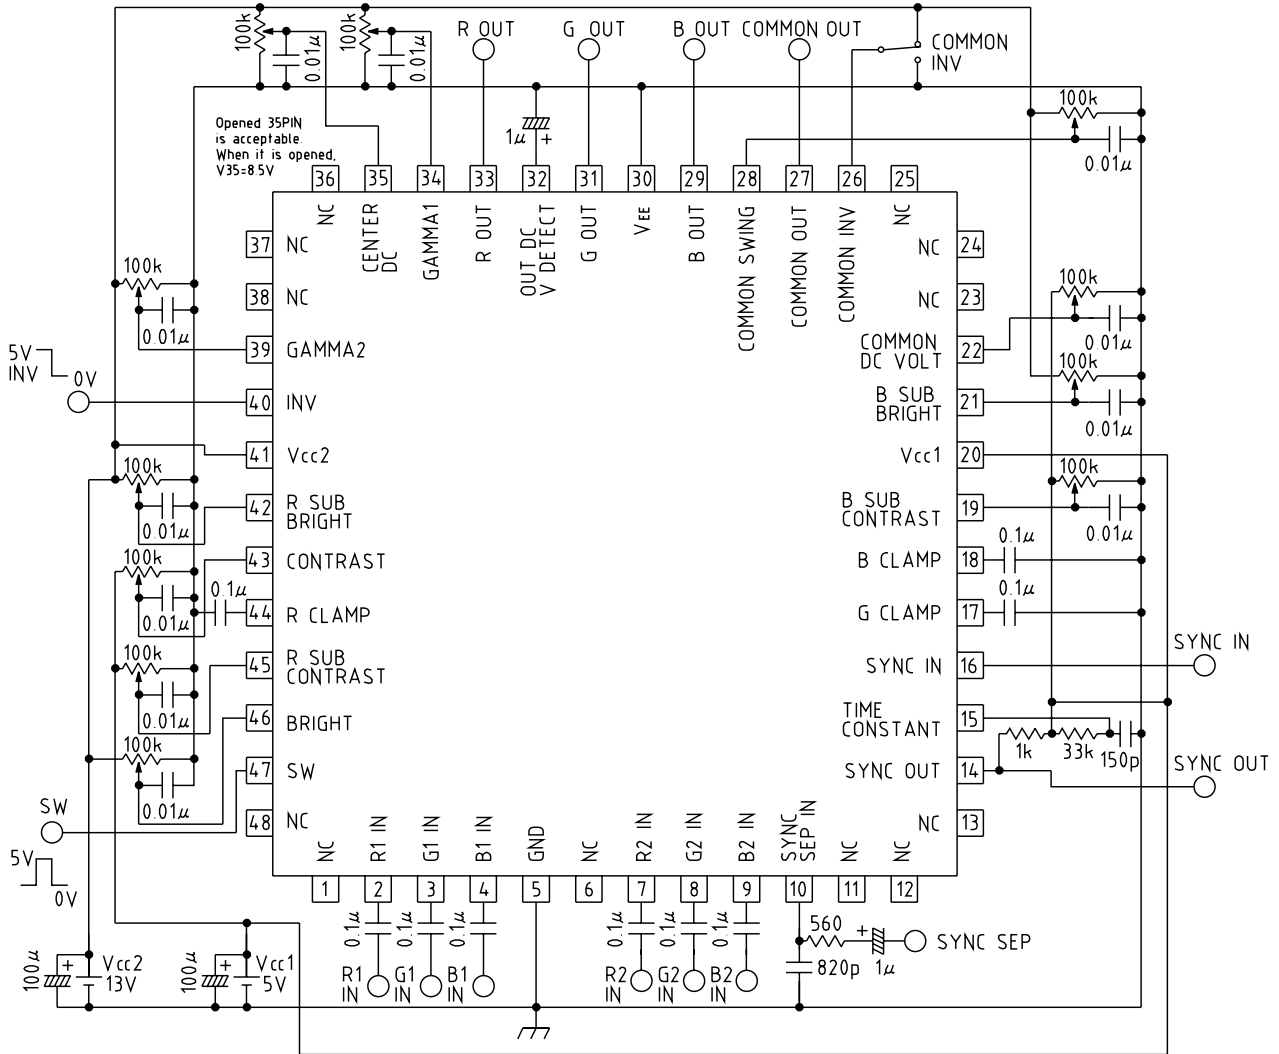 R OUT
G OUT
B OUT
COMMON OUT
COMMON
INV
100k
0.01μ
100k
0.01μ
Opened 35PIN
is acceptable.
When it is opened,
V35=8.5V
1μ
+
100k
0.01μ
36
35
34
33
32
31
30
29
28
27
26
25
NC
CENTER
DC
GAMMA1
R OUT
OUT DC
V DETECT
G OUT
VEE
B OUT
COMMON SWING
COMMON OUT
COMMON INV
NC
37
NC
38
NC
39
GAMMA2
40
INV
41
Vcc2
42
R SUB
BRIGHT
43
CONTRAST
44
R CLAMP
45
R SUB
CONTRAST
46
BRIGHT
47
SW
48
NC
100k
0.01μ
5V
INV
0V
100k
0.01μ
100k
0.01μ
0.1μ
100k
0.01μ
100k
0.01μ
SW
5V
0V
NC
24
NC
23
COMMON
DC VOLT
22
B SUB
BRIGHT
21
Vcc1
20
B SUB
CONTRAST
19
B CLAMP
18
G CLAMP
17
SYNC IN
16
TIME
CONSTANT
15
SYNC OUT
14
NC
13
100k
0.01μ
100k
0.01μ
100k
0.01μ
0.1μ
0.1μ
SYNC IN
1k
33k
150p
SYNC OUT
NC
R1 IN
G1 IN
B1 IN
GND
NC
R2 IN
G2 IN
B2 IN
SYNC
SEP IN
NC
NC
1
2
3
4
5
6
7
8
9
10
11
12
0.1μ
0.1μ
0.1μ
0.1μ
0.1μ
0.1μ
560
+
1μ
SYNC SEP
820p
R1
IN
G1
IN
B1
IN
R2
IN
G2
IN
B2
IN
100μ
+
Vcc2
13V
100μ
+
Vcc1
5V